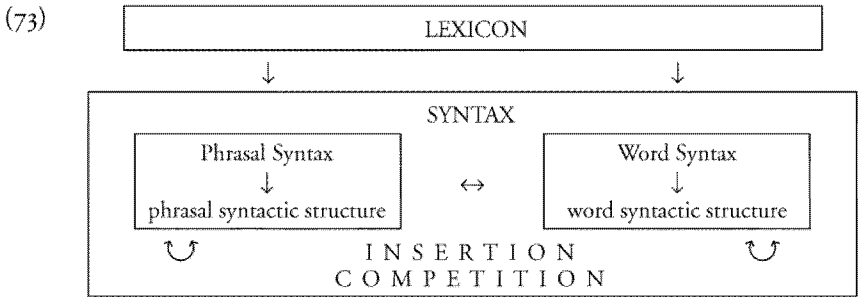 (73)
LEXICON
↓ ↓
SYNTAX
Phrasal Syntax Word Syntax
↓ ↔ ↓
phrasal syntactic structure word syntactic structure
INSERTION
COMPETITION